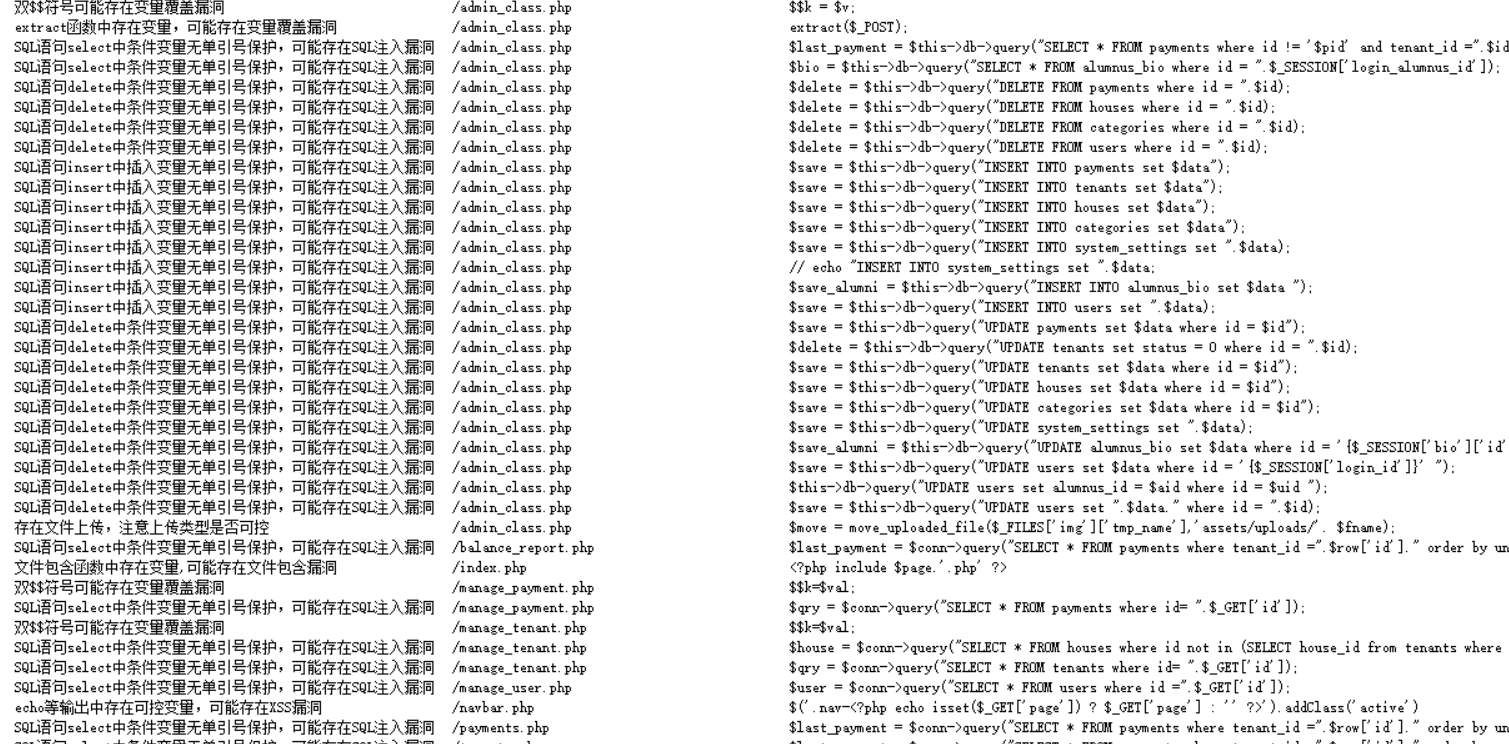 双$$符号可能存在变量覆盖漏洞 /admin_class.php $$k = $v;
extract函数中存在变量，可能存在变量覆盖漏洞 /admin_class.php extract($_POST);
SQL语句select中条件变量无单引号保护，可能存在SQL注入漏洞 /admin_class.php $last_payment = $this->db->query("SELECT * FROM payments where id != '$pid' and tenant_id =".$id
SQL语句select中条件变量无单引号保护，可能存在SQL注入漏洞 /admin_class.php $bio = $this->db->query("SELECT * FROM alumnus_bio where id = ".$_SESSION['login_alumnus_id']);
SQL语句delete中条件变量无单引号保护，可能存在SQL注入漏洞 /admin_class.php $delete = $this->db->query("DELETE FROM payments where id = ".$id);
SQL语句delete中条件变量无单引号保护，可能存在SQL注入漏洞 /admin_class.php $delete = $this->db->query("DELETE FROM houses where id = ".$id);
SQL语句delete中条件变量无单引号保护，可能存在SQL注入漏洞 /admin_class.php $delete = $this->db->query("DELETE FROM categories where id = ".$id);
SQL语句delete中条件变量无单引号保护，可能存在SQL注入漏洞 /admin_class.php $delete = $this->db->query("DELETE FROM users where id = ".$id);
SQL语句insert中插入变量无单引号保护，可能存在SQL注入漏洞 /admin_class.php $save = $this->db->query("INSERT INTO payments set $data");
SQL语句insert中插入变量无单引号保护，可能存在SQL注入漏洞 /admin_class.php $save = $this->db->query("INSERT INTO tenants set $data");
SQL语句insert中插入变量无单引号保护，可能存在SQL注入漏洞 /admin_class.php $save = $this->db->query("INSERT INTO houses set $data");
SQL语句insert中插入变量无单引号保护，可能存在SQL注入漏洞 /admin_class.php $save = $this->db->query("INSERT INTO categories set $data");
SQL语句insert中插入变量无单引号保护，可能存在SQL注入漏洞 /admin_class.php $save = $this->db->query("INSERT INTO system_settings set ".$data);
SQL语句insert中插入变量无单引号保护，可能存在SQL注入漏洞 /admin_class.php // echo "INSERT INTO system_settings set ".$data;
SQL语句insert中插入变量无单引号保护，可能存在SQL注入漏洞 /admin_class.php $save_alumni = $this->db->query("INSERT INTO alumnus_bio set $data ");
SQL语句insert中插入变量无单引号保护，可能存在SQL注入漏洞 /admin_class.php $save = $this->db->query("INSERT INTO users set ".$data);
SQL语句delete中条件变量无单引号保护，可能存在SQL注入漏洞 /admin_class.php $save = $this->db->query("UPDATE payments set $data where id = $id");
SQL语句delete中条件变量无单引号保护，可能存在SQL注入漏洞 /admin_class.php $delete = $this->db->query("UPDATE tenants set status = 0 where id = ".$id);
SQL语句delete中条件变量无单引号保护，可能存在SQL注入漏洞 /admin_class.php $save = $this->db->query("UPDATE tenants set $data where id = $id");
SQL语句delete中条件变量无单引号保护，可能存在SQL注入漏洞 /admin_class.php $save = $this->db->query("UPDATE houses set $data where id = $id");
SQL语句delete中条件变量无单引号保护，可能存在SQL注入漏洞 /admin_class.php $save = $this->db->query("UPDATE categories set $data where id = $id");
SQL语句delete中条件变量无单引号保护，可能存在SQL注入漏洞 /admin_class.php $save = $this->db->query("UPDATE system_settings set ".$data);
SQL语句delete中条件变量无单引号保护，可能存在SQL注入漏洞 /admin_class.php $save_alumni = $this->db->query("UPDATE alumnus_bio set $data where id = '{$_SESSION['bio']['id'
SQL语句delete中条件变量无单引号保护，可能存在SQL注入漏洞 /admin_class.php $save = $this->db->query("UPDATE users set $data where id = '{$_SESSION['login_id']}' ");
SQL语句delete中条件变量无单引号保护，可能存在SQL注入漏洞 /admin_class.php $this->db->query("UPDATE users set alumnus_id = $aid where id = $uid ");
SQL语句delete中条件变量无单引号保护，可能存在SQL注入漏洞 /admin_class.php $save = $this->db->query("UPDATE users set ".$data." where id = ".$id);
存在文件上传，注意上传类型是否可控 /admin_class.php $move = move_uploaded_file($_FILES['img']['tmp_name'],'assets/uploads/'. $fname);
SQL语句select中条件变量无单引号保护，可能存在SQL注入漏洞 /balance_report.php $last_payment = $conn->query("SELECT * FROM payments where tenant_id =".$row['id']." order by un
文件包含函数中存在变量,可能存在文件包含漏洞 /index.php <?php include $page.'.php' ?>
双$$符号可能存在变量覆盖漏洞 /manage_payment.php $$k=$val;
SQL语句select中条件变量无单引号保护，可能存在SQL注入漏洞 /manage_payment.php $qry = $conn->query("SELECT * FROM payments where id= ".$_GET['id']);
双$$符号可能存在变量覆盖漏洞 /manage_tenant.php $$k=$val;
SQL语句select中条件变量无单引号保护，可能存在SQL注入漏洞 /manage_tenant.php $house = $conn->query("SELECT * FROM houses where id not in (SELECT house_id from tenants where
SQL语句select中条件变量无单引号保护，可能存在SQL注入漏洞 /manage_tenant.php $qry = $conn->query("SELECT * FROM tenants where id= ".$_GET['id']);
SQL语句select中条件变量无单引号保护，可能存在SQL注入漏洞 /manage_user.php $user = $conn->query("SELECT * FROM users where id =".$_GET['id']);
echo等输出中存在可控变量，可能存在XSS漏洞 /navbar.php $('.nav-<?php echo isset($_GET['page']) ? $_GET['page'] : '' ?>').addClass('active')
SQL语句select中条件变量无单引号保护，可能存在SQL注入漏洞 /payments.php $last_payment = $conn->query("SELECT * FROM payments where tenant_id =".$row['id']." order by un